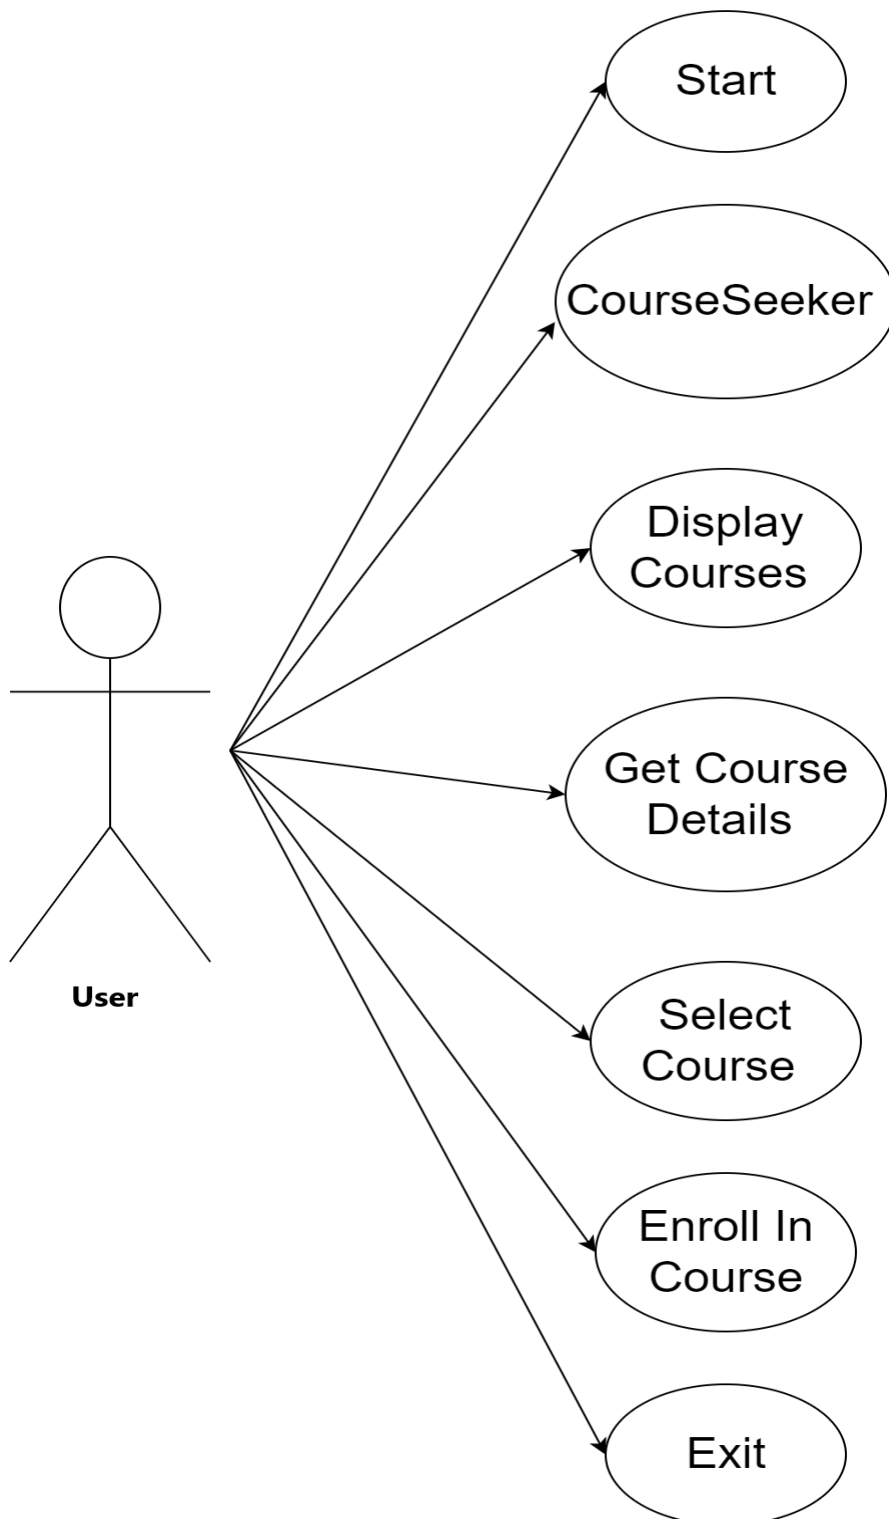 Start
CourseSeeker
Display
Courses
Get Course
Details
User
Select
Course
Enroll In
Course
Exit